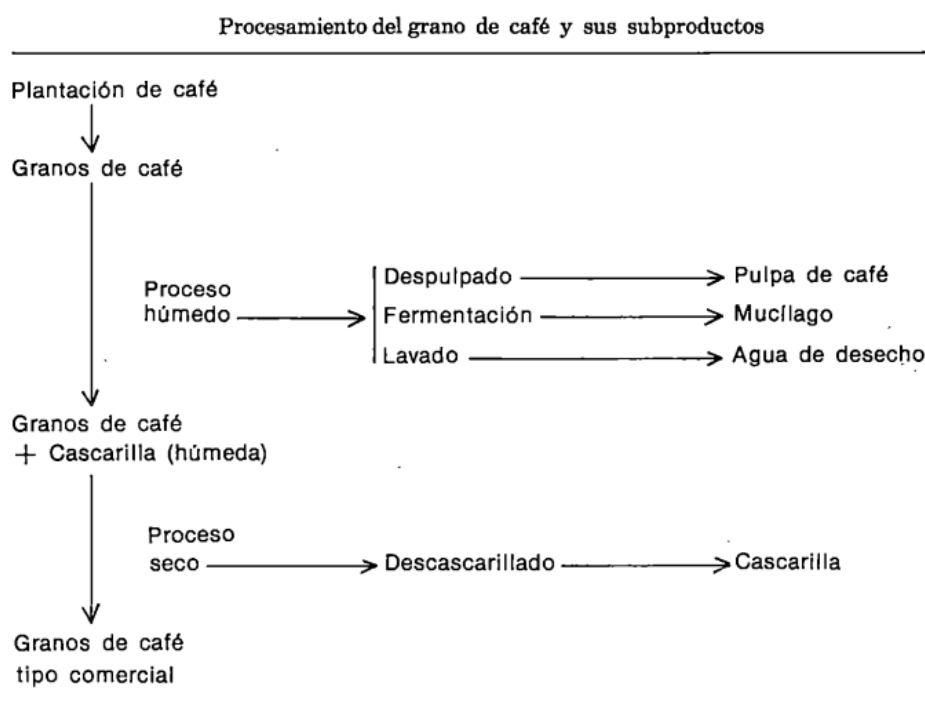 Procesamiento del grano de café y sus subproductos
Plantación de café
Granos de café
Proceso
húmedo
Despulpado
Pulpa de café
Fermentación
Mucílago
Lavado
Agua de desecho
Granos de café
+ Cascarilla (húmeda)
Proceso
seco
Descascarillado
Cascarilla
Granos de café
tipo comercial